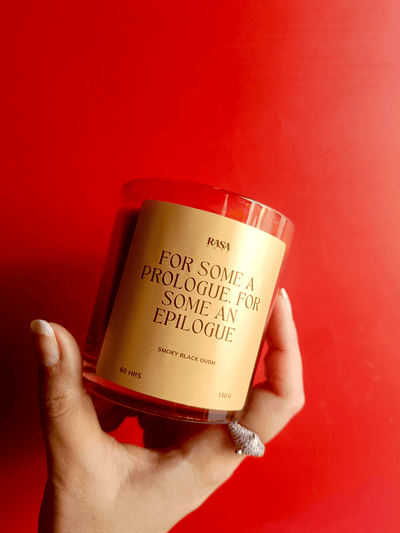 RASA
FOR SOME A
PROLOGUE, FOR
SOME AN
EPILOGUE
SMOKY BLACK OUDH
60 HRS
150 G